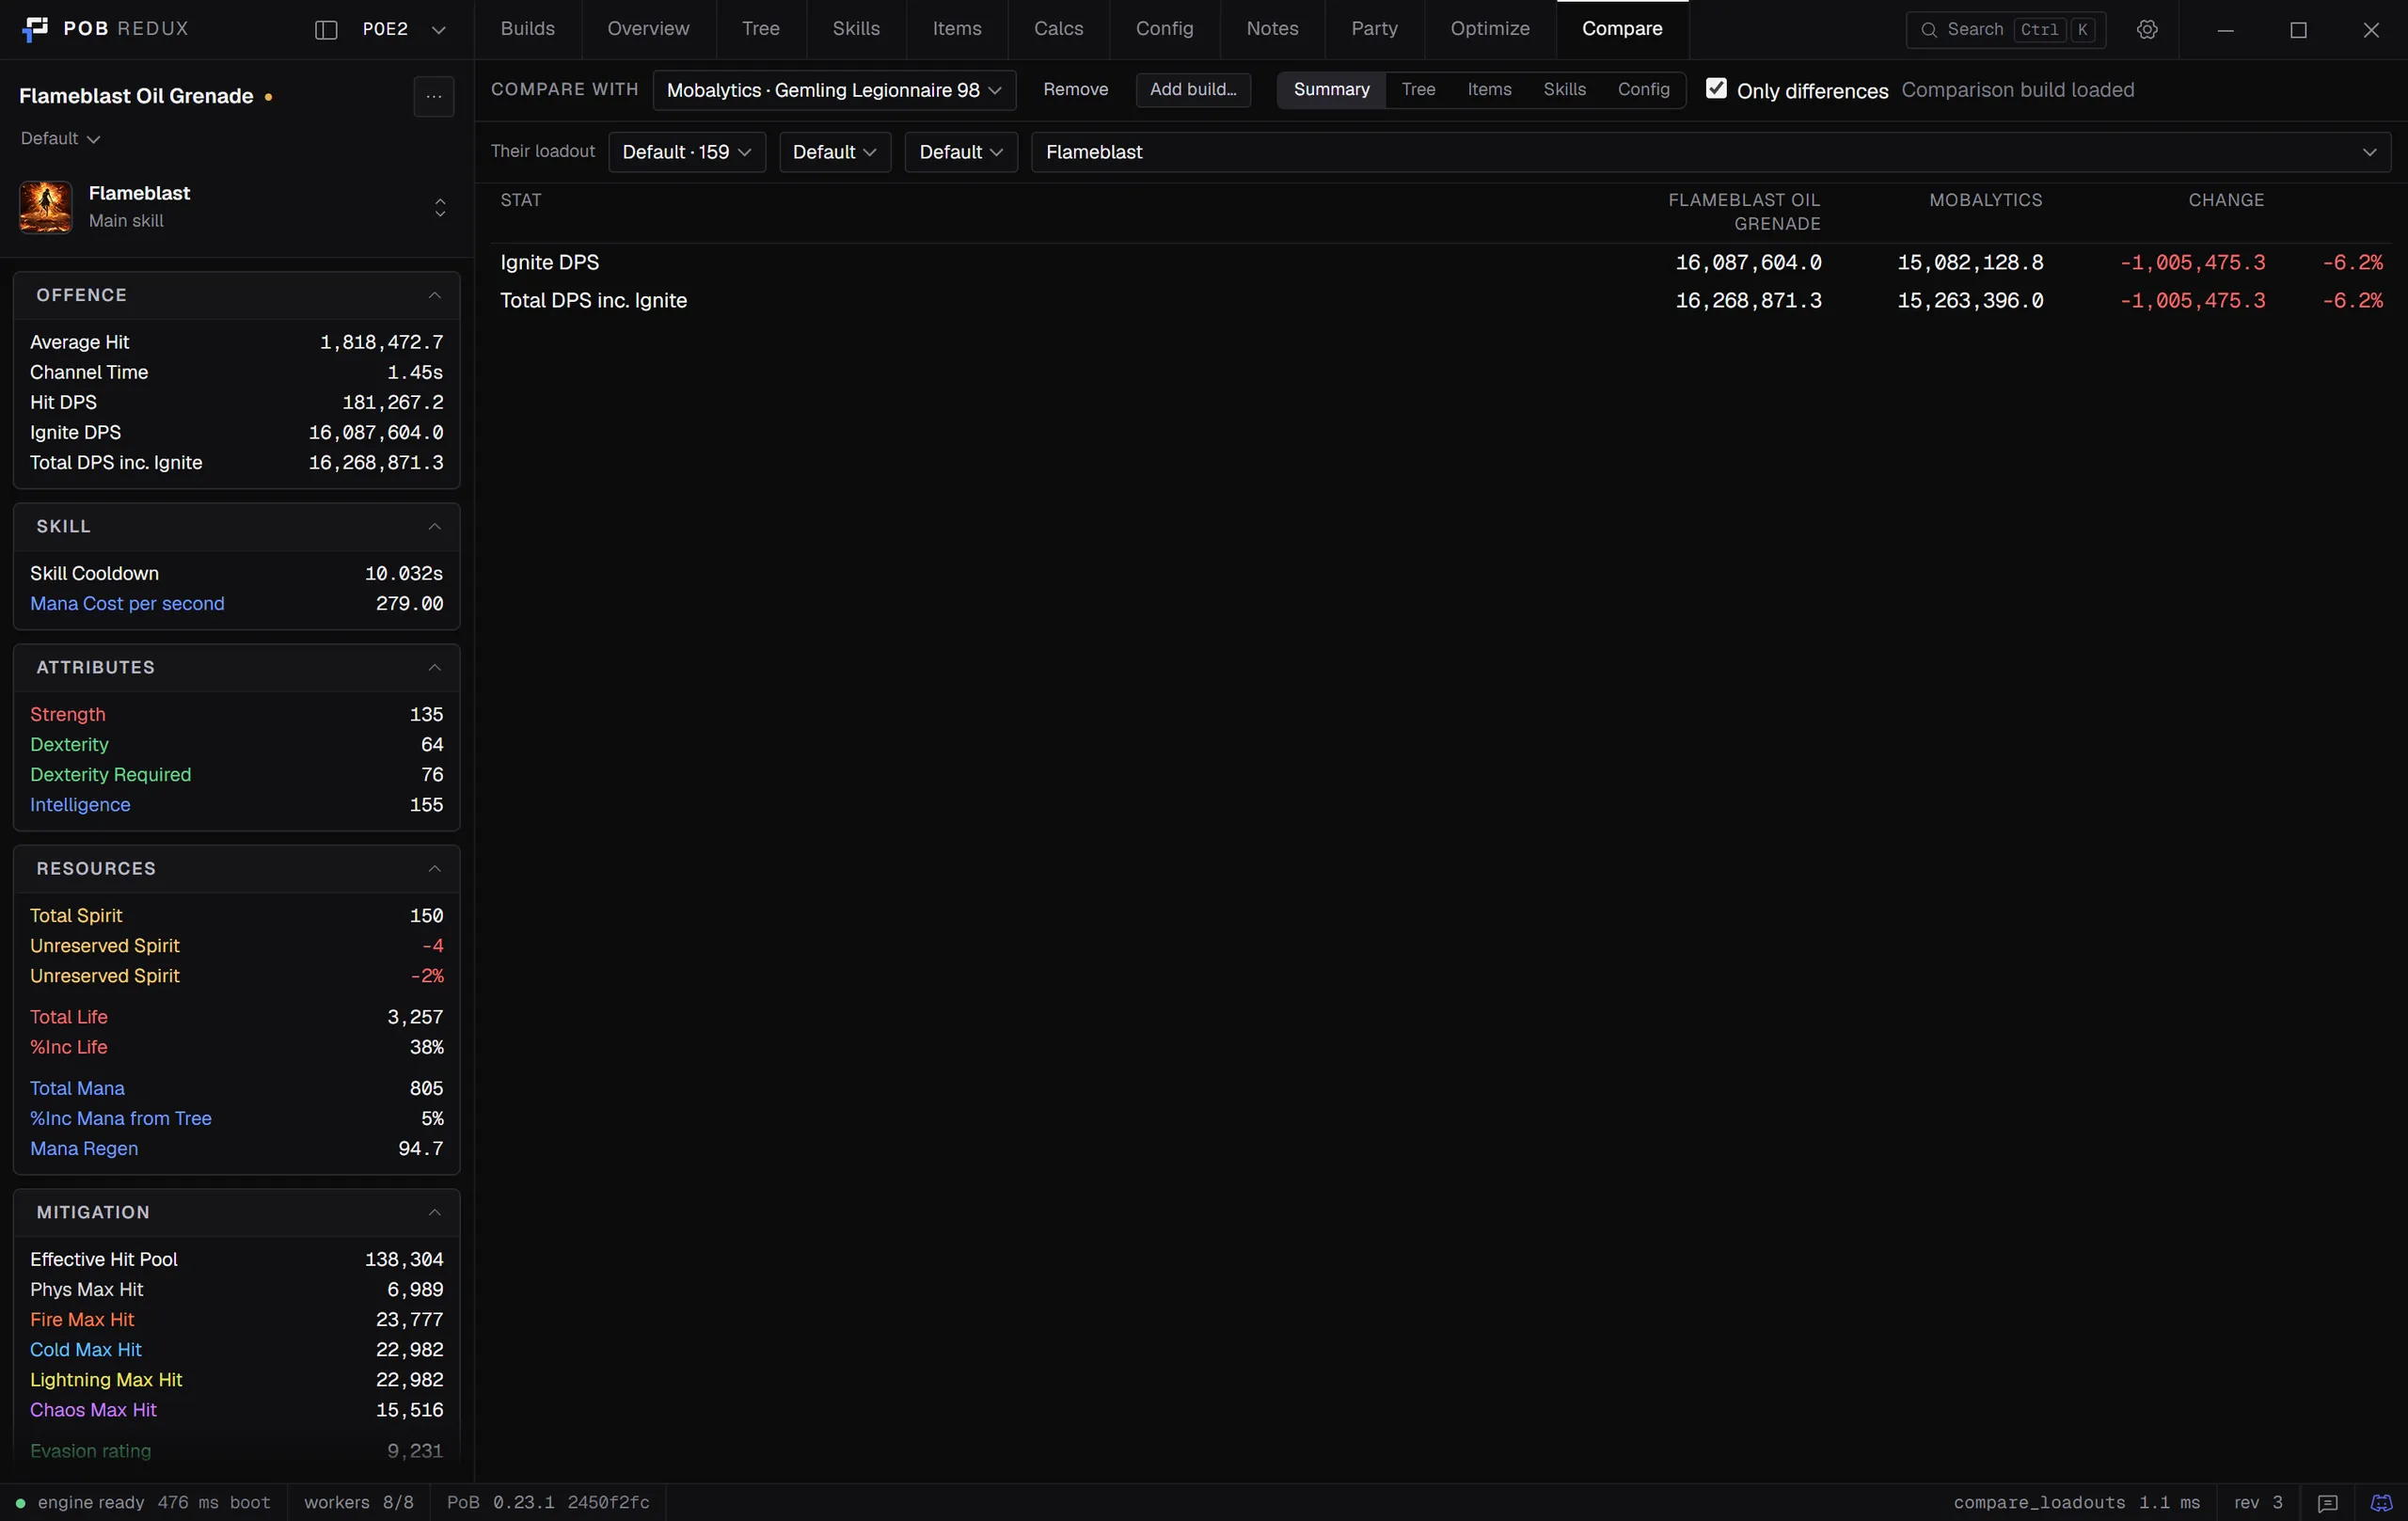 POB REDUX
POE2
Builds
Overview
Tree
Skills
Items
Calcs
Config
Notes
Party
Optimize
Compare
Search Ctrl K
Flameblast Oil Grenade
...
Default
Flameblast
Main skill
COMPARE WITH
Mobalytics · Gemling Legionnaire 98
Remove
Add build...
Summary
Tree
Items
Skills
Config
Only differences
Comparison build loaded
Their loadout
Default · 159
Default
Default
Flameblast
STAT
FLAMEBLAST OIL
GRENADE
MOBALYTICS
CHANGE
Ignite DPS 16,087,604.0 15,082,128.8 -1,005,475.3 -6.2%
Total DPS inc. Ignite 16,268,871.3 15,263,396.0 -1,005,475.3 -6.2%
OFFENCE
Average Hit 1,818,472.7
Channel Time 1.45s
Hit DPS 181,267.2
Ignite DPS 16,087,604.0
Total DPS inc. Ignite 16,268,871.3
SKILL
Skill Cooldown 10.032s
Mana Cost per second 279.00
ATTRIBUTES
Strength 135
Dexterity 64
Dexterity Required 76
Intelligence 155
RESOURCES
Total Spirit 150
Unreserved Spirit -4
Unreserved Spirit -2%
Total Life 3,257
%Inc Life 38%
Total Mana 805
%Inc Mana from Tree 5%
Mana Regen 94.7
MITIGATION
Effective Hit Pool 138,304
Phys Max Hit 6,989
Fire Max Hit 23,777
Cold Max Hit 22,982
Lightning Max Hit 22,982
Chaos Max Hit 15,516
Evasion rating 9,231
engine ready 476 ms boot
workers 8/8
PoB 0.23.1 2450f2fc
compare_loadouts 1.1 ms
rev 3